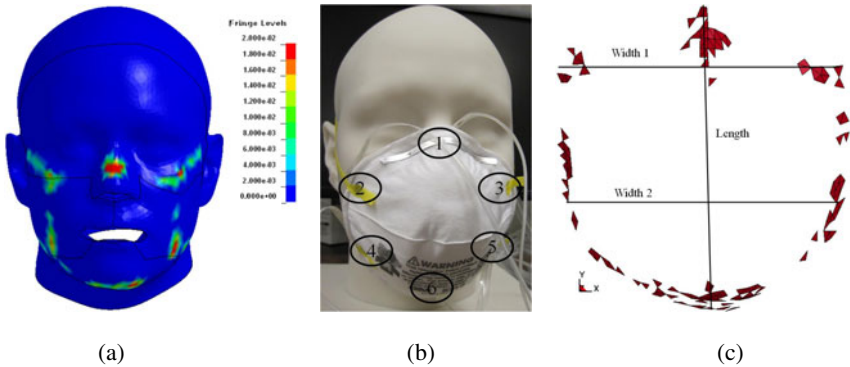 Fringe Levels
2.000e-02
1.800e-02
1.600e-02
1.400e-02
1.200e-02
1.000e-02
8.000e-03
6.000e-03
4.000e-03
2.000e-03
0.000e+00
1
2
3
4
5
WARNING
6
Width 1
Length
Width 2
Y
X
(a)
(b)
(c)